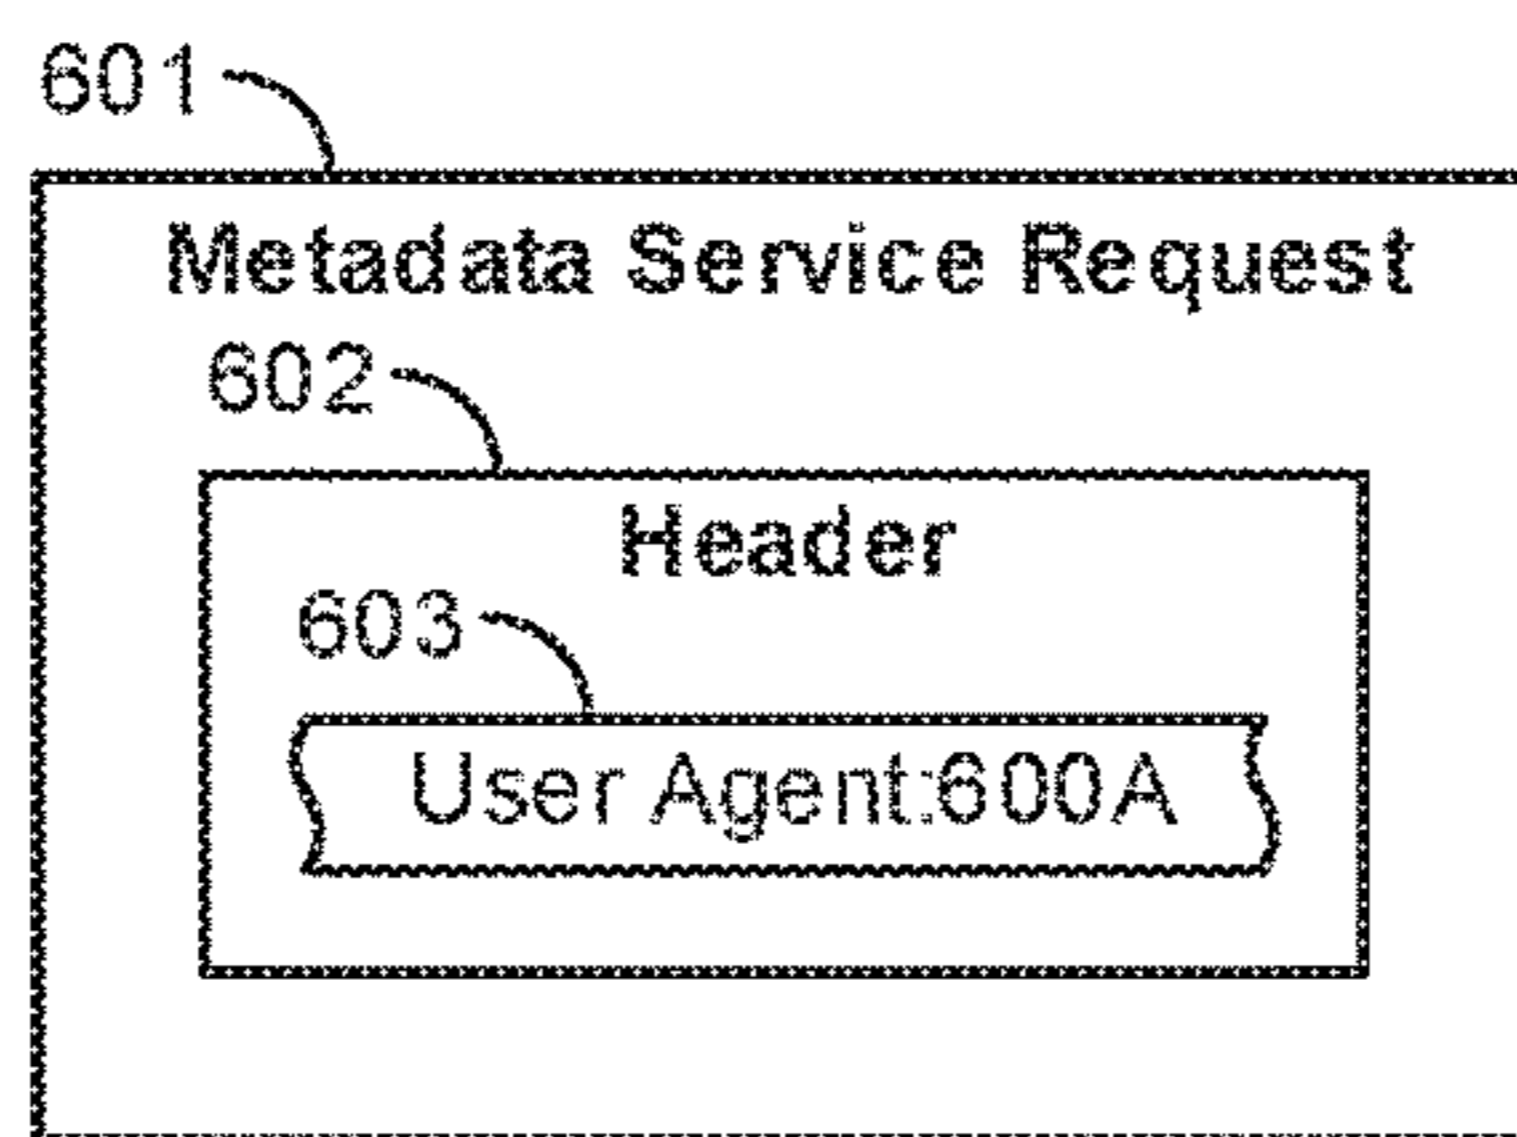 601
Metadata Service Request
602
Header
603
User Agent:600A